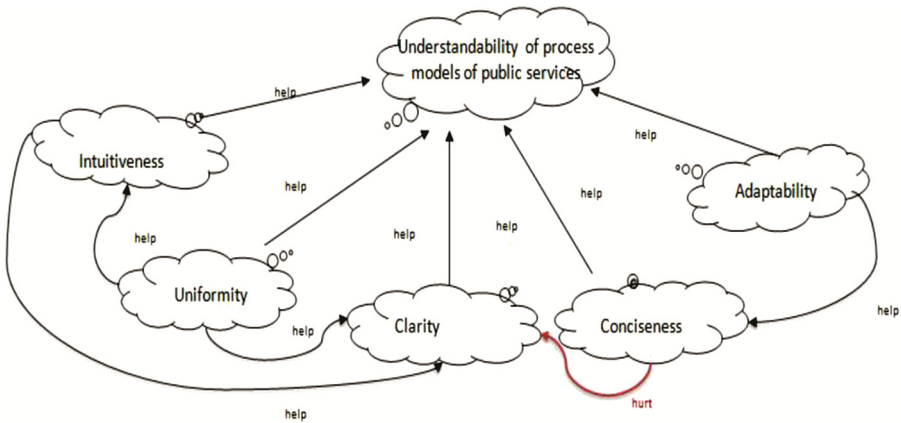 Understandability of process
models of public services
help
help
Intuitiveness
Adaptability
help
help
help
help
help
Uniformity
help
Clarity
Conciseness
help
help
hurt
help